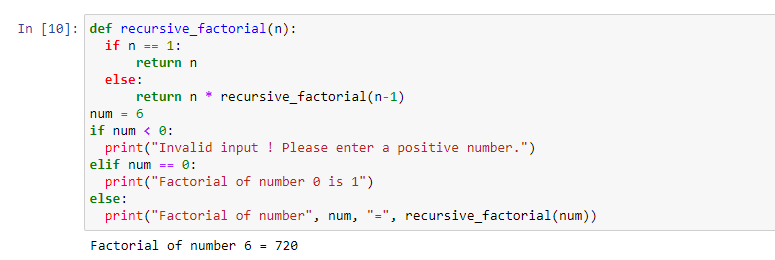 In [10]: def recursive_factorial(n):
  if n == 1:
      return n
  else:
      return n * recursive_factorial(n-1)
num = 6
if num < 0:
  print("Invalid input ! Please enter a positive number.")
elif num == 0:
  print("Factorial of number 0 is 1")
else:
  print("Factorial of number", num, "=", recursive_factorial(num))
Factorial of number 6 = 720